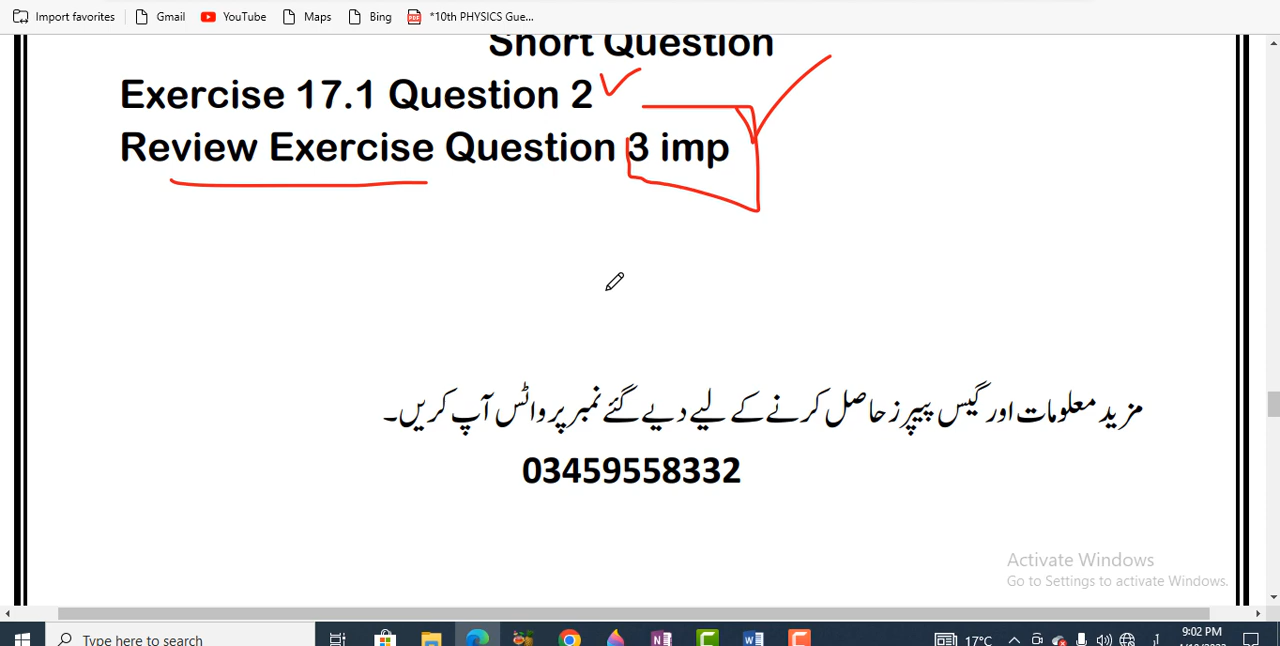 Import favorites Gmail YouTube Maps Bing *10th PHYSICS Gue...
Short Question
Exercise 17.1 Question 2
Review Exercise Question 3 imp
مزید معلومات اور گیس پیپرز حاصل کرنے کے لیے دیے گئے نمبر پر واٹس آپ کریں۔
03459558332
Activate Windows
Go to Settings to activate Windows.
Type here to search 17°C 9:02 PM